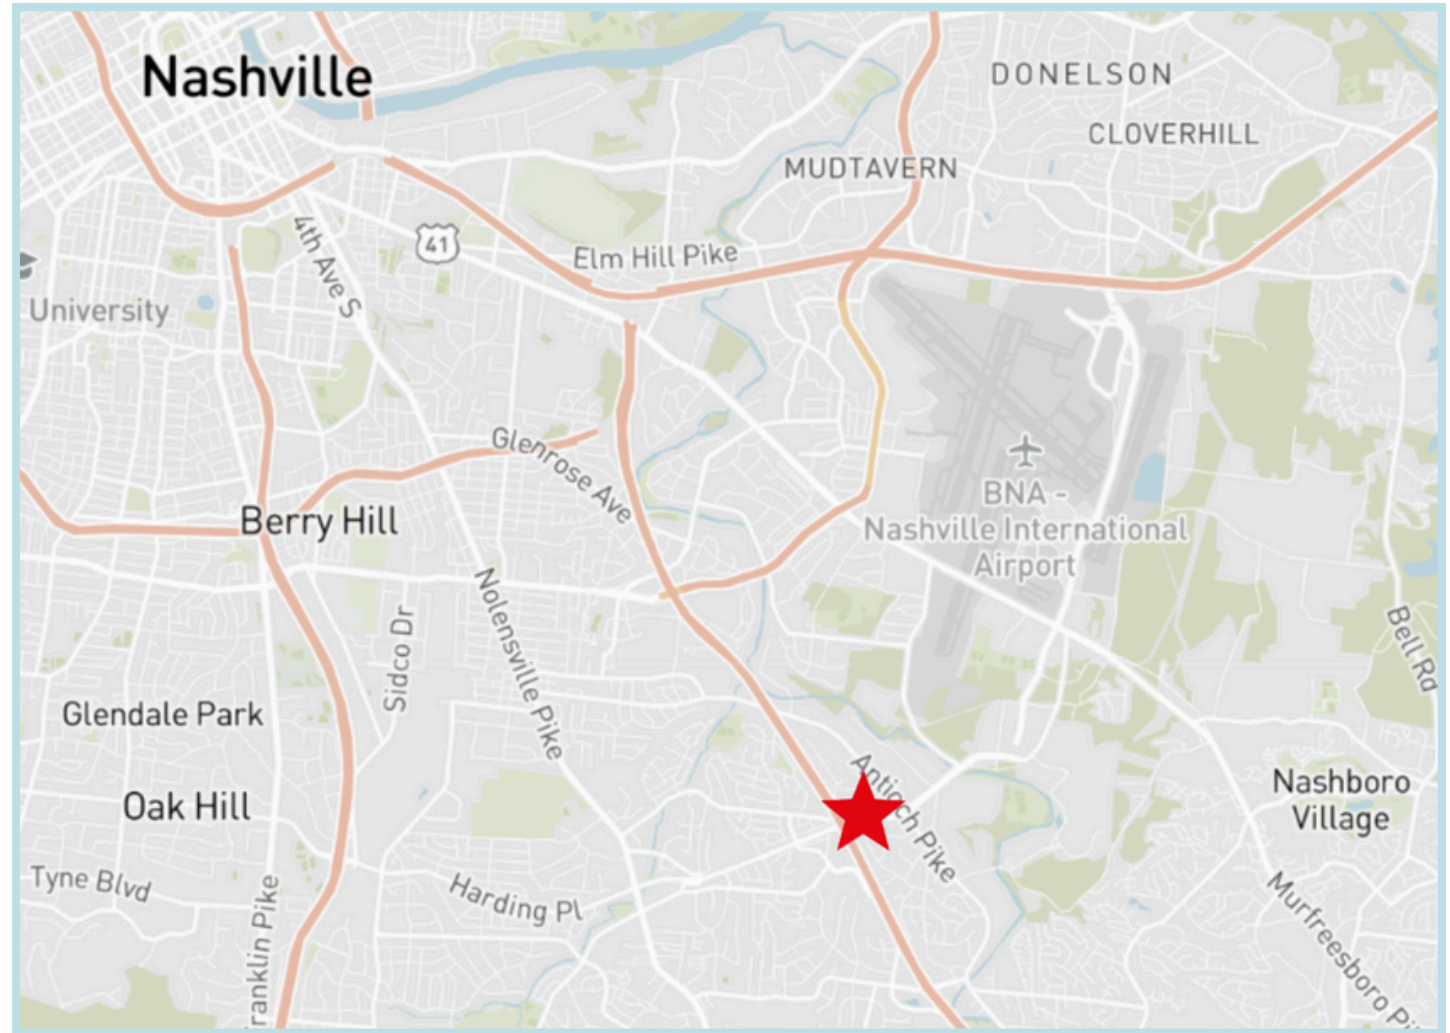 Nashville
DONELSON
CLOVERHILL
MUDTAVERN
4th Ave S
41
Elm Hill Pike
University
Glenrose Ave
BNA -
Nashville International
Airport
Berry Hill
Nolensville Pike
Sidco Dr
Bell Rd
Glendale Park
Antioch Pike
Nashboro
Village
Oak Hill
Tyne Blvd
Harding Pl
ranklin Pike
Murfreesboro Pi